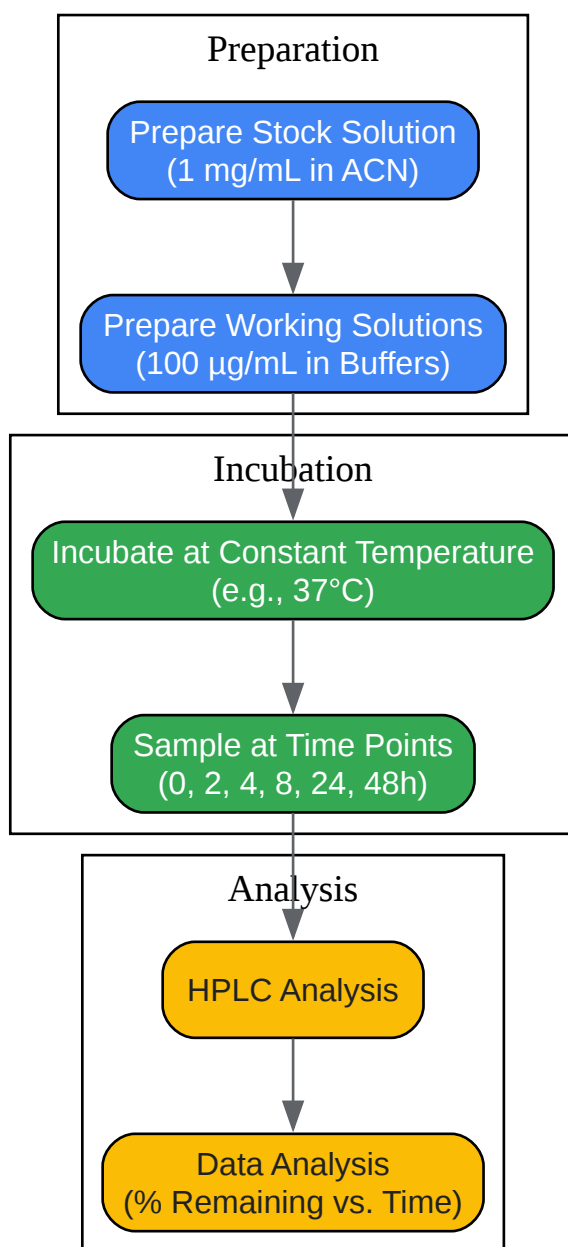 Preparation
Prepare Stock Solution
(1 mg/mL in ACN)
Prepare Working Solutions
(100 µg/mL in Buffers)
Incubation
Incubate at Constant Temperature
(e.g., 37°C)
Sample at Time Points
(0, 2, 4, 8, 24, 48h)
Analysis
HPLC Analysis
Data Analysis
(% Remaining vs. Time)